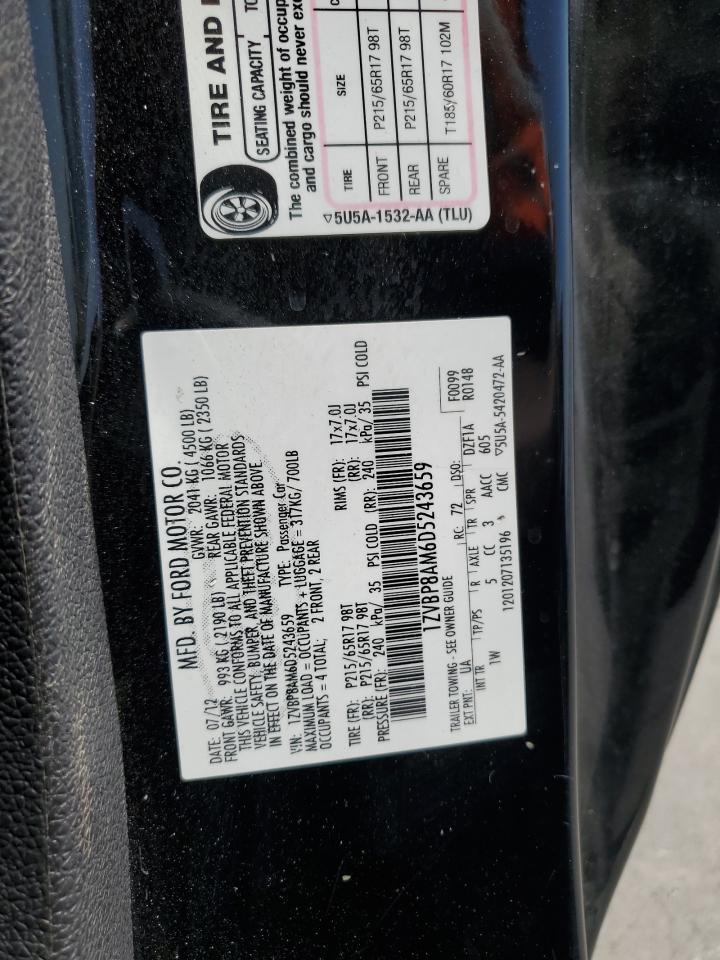 TIRE AND
SEATING CAPACITY TO
The combined weight of occup
and cargo should never exc
TIRE SIZE
FRONT P215/65R17 98T
REAR P215/65R17 98T
SPARE T185/60R17 102M
▽5U5A-1532-AA (TLU)
MFD. BY FORD MOTOR CO.
DATE: 07/12 GVWR: 2041 KG ( 4500 LB)
FRONT GAWR: 993 KG ( 2190 LB) REAR GAWR: 1066 KG ( 2350 LB)
THIS VEHICLE CONFORMS TO ALL APPLICABLE FEDERAL MOTOR
VEHICLE SAFETY, BUMPER, AND THEFT PREVENTION STANDARDS
IN EFFECT ON THE DATE OF MANUFACTURE SHOWN ABOVE
VIN: 1ZVBP8AM6D5243659 TYPE: Passenger Car
MAXIMUM LOAD = OCCUPANTS + LUGGAGE = 317KG/ 700LB
OCCUPANTS = 4 TOTAL; 2 FRONT, 2 REAR
TIRE (FR): P215/65R17 98T RIMS (FR): 17x7.0J
(RR): P215/65R17 98T (RR): 17x7.0J
PRESSURE (FR): 240 kPa/ 35 PSI COLD (RR): 240 kPa/ 35 PSI COLD
1ZVBP8AM6D5243659
TRAILER TOWING - SEE OWNER GUIDE
EXT PNT: UA RC: 72 DSO: F0099
INT TR TP/PS R AXLE TR SPR DZF1A R0148
1W 5 CC 3 AACC 605
1201207135196 CMC ▽5U5A-5420472-AA